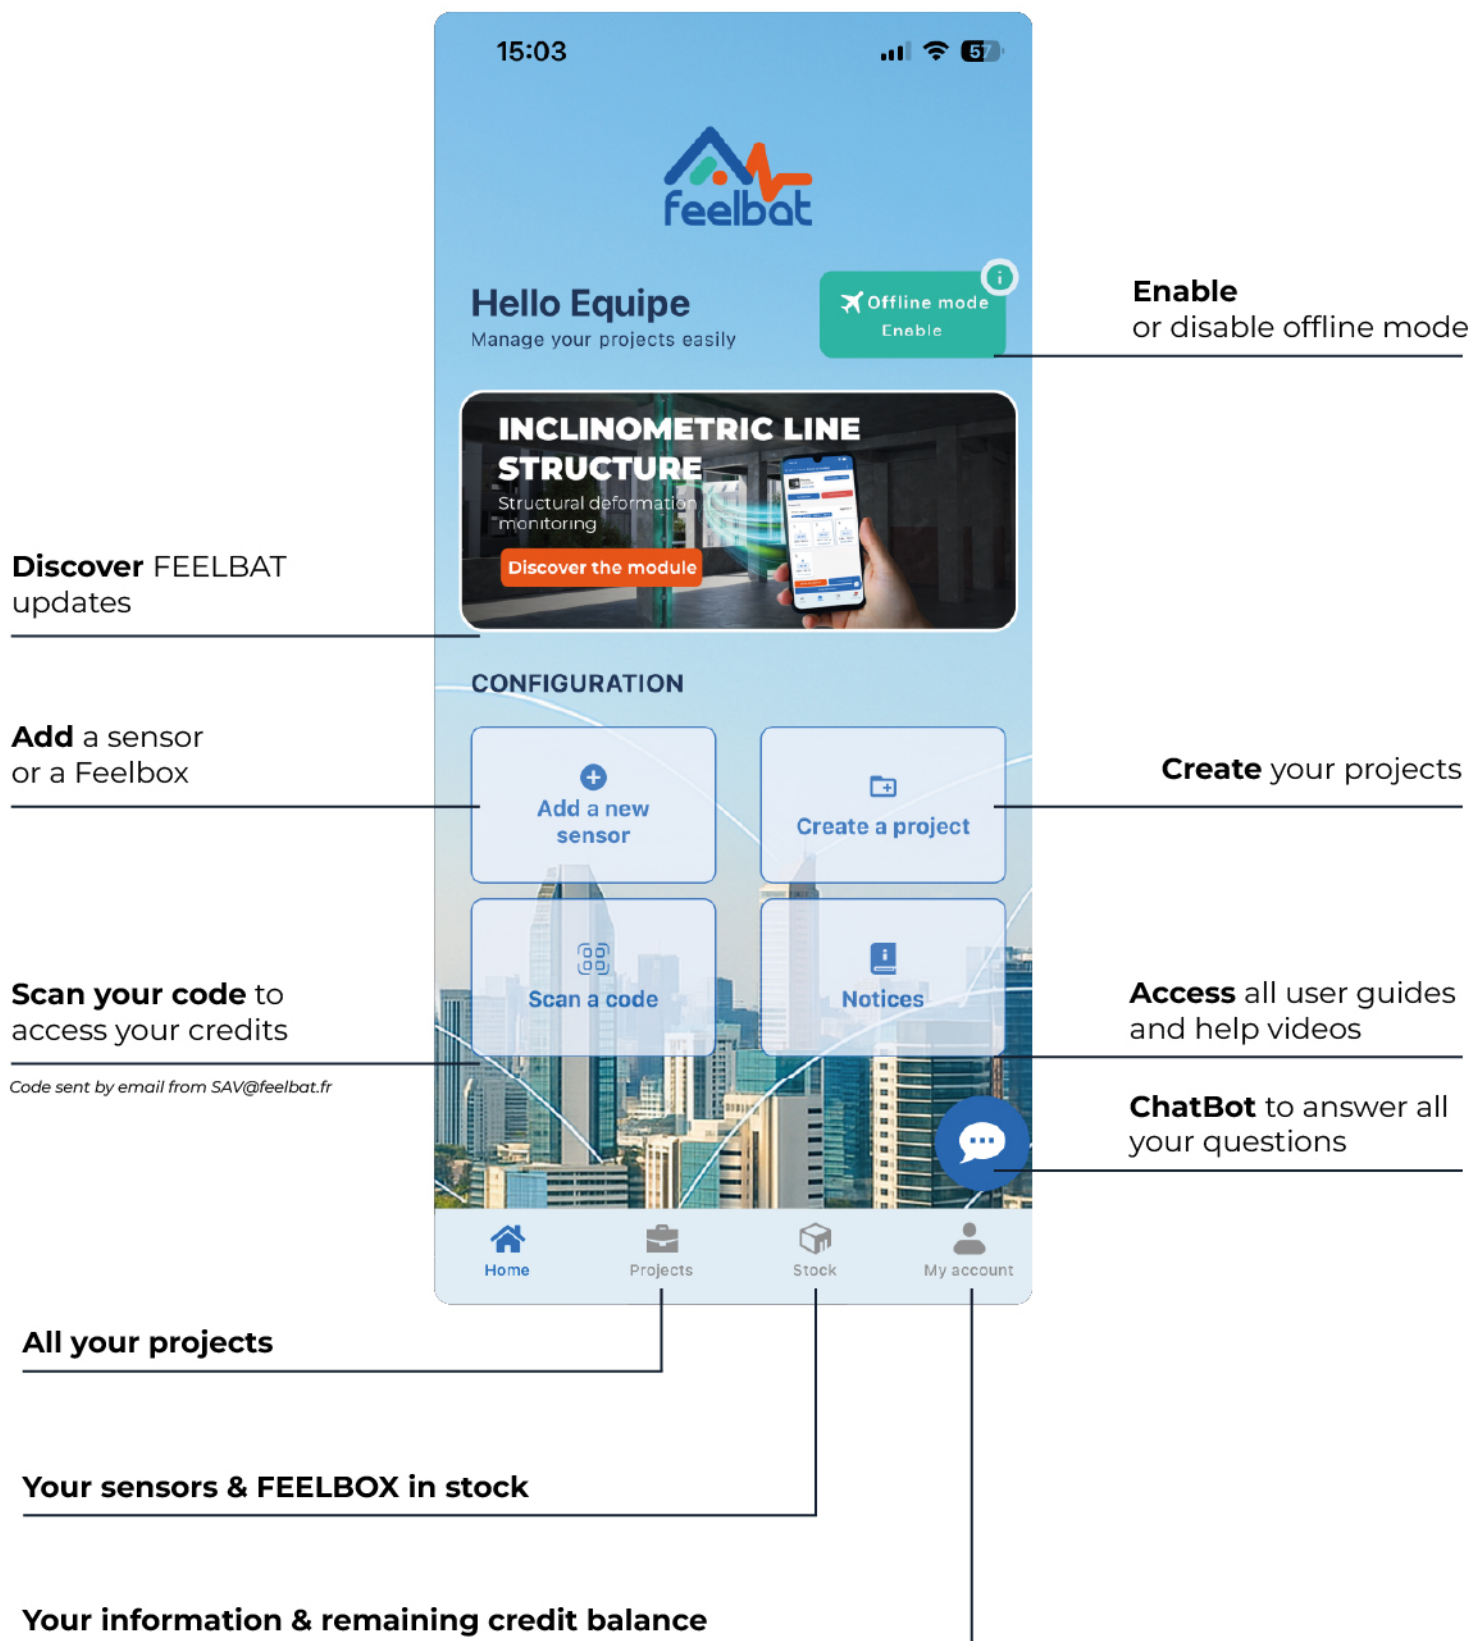 15:03
57
feelbat
Hello Equipe
Manage your projects easily
Offline mode
Enable
Enable
or disable offline mode
INCLINOMETRIC LINE
STRUCTURE
Structural deformation
monitoring
Discover the module
Discover FEELBAT
updates
CONFIGURATION
Add a sensor
or a Feelbox
Add a new
sensor
Create a project
Create your projects
Scan your code to
access your credits
Code sent by email from SAV@feelbat.fr
Scan a code
Notices
Access all user guides
and help videos
ChatBot to answer all
your questions
Home
Projects
Stock
My account
All your projects
Your sensors & FEELBOX in stock
Your information & remaining credit balance